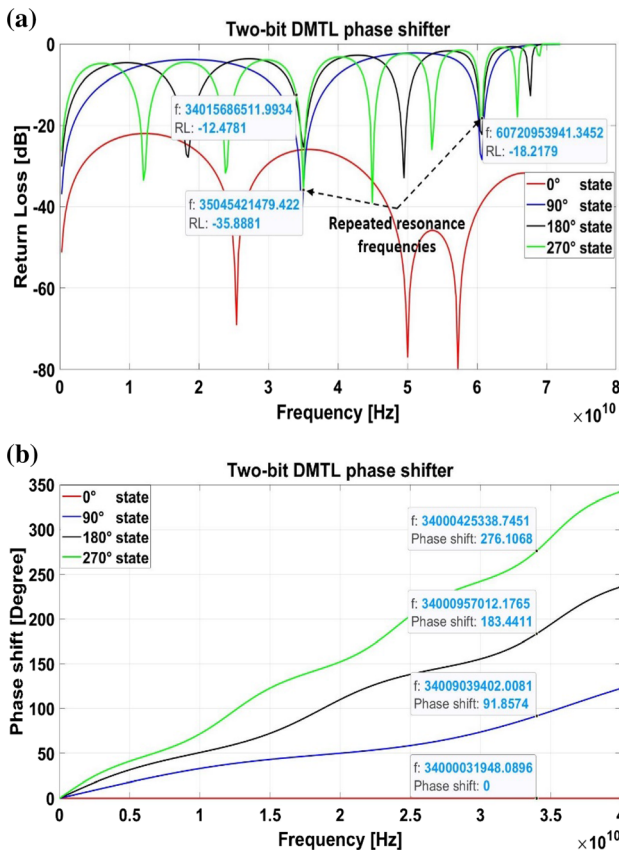 (a)
Two-bit DMTL phase shifter
Return Loss [dB]
0
-20
-40
-60
-80
f: 34015686511.9934
RL: -12.4781
f: 35045421479.422
RL: -35.8881
f: 60720953941.3452
RL: -18.2179
Repeated resonance
frequencies
0° state
90° state
180° state
270° state
0 1 2 3 4 5 6 7 8
Frequency [Hz]
×10^10
(b)
Two-bit DMTL phase shifter
Phase shift [Degree]
350
300
250
200
150
100
50
0
0° state
90° state
180° state
270° state
f: 34000425338.7451
Phase shift: 276.1068
f: 34000957012.1765
Phase shift: 183.4411
f: 34009039402.0081
Phase shift: 91.8574
f: 34000031948.0896
Phase shift: 0
0 0.5 1 1.5 2 2.5 3 3.5 4
Frequency [Hz]
×10^10